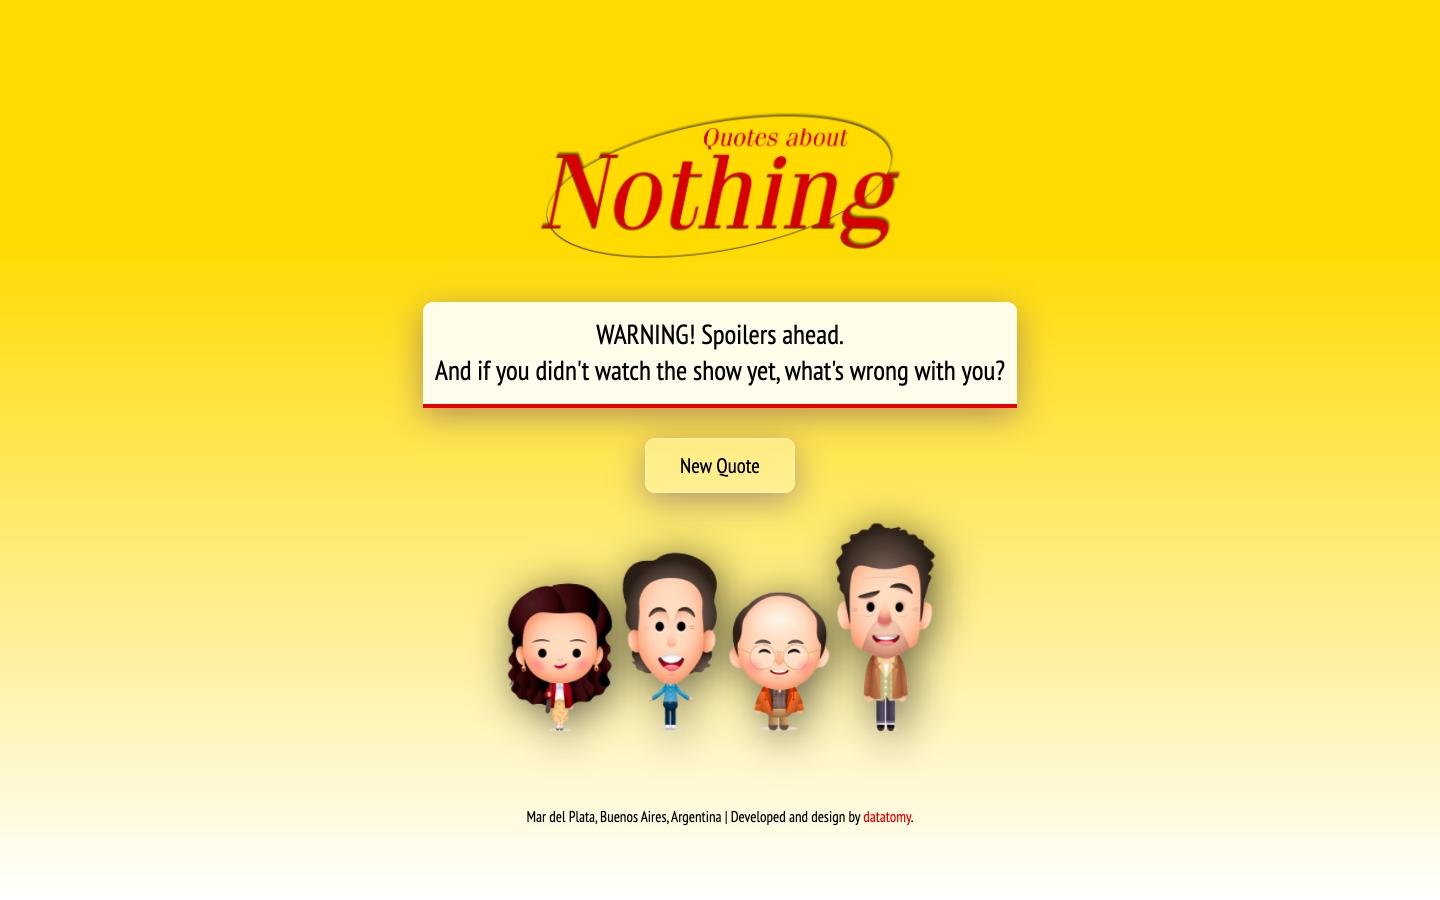 Quotes about
Nothing
WARNING! Spoilers ahead.
And if you didn't watch the show yet, what's wrong with you?
New Quote
Mar del Plata, Buenos Aires, Argentina | Developed and design by datatomy.